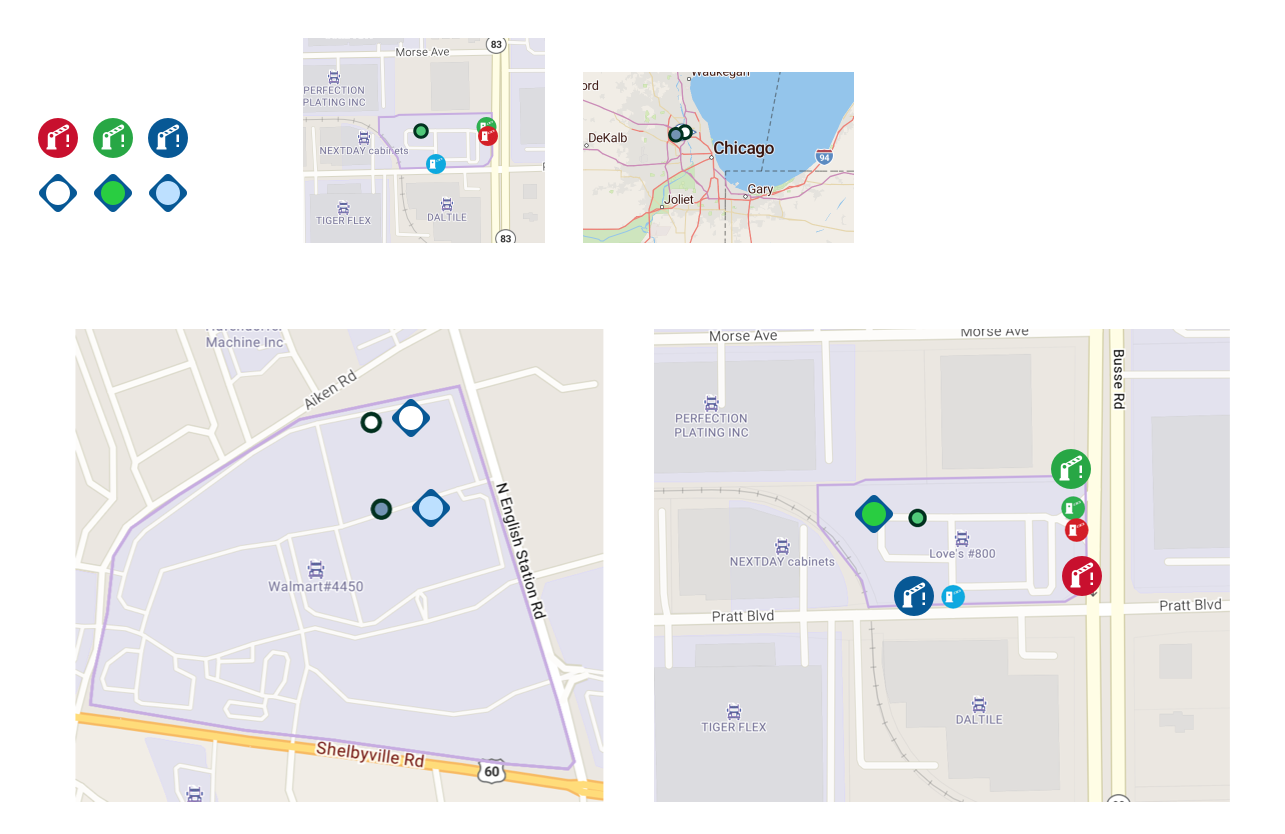 Morse Ave
83
PERFECTION
PLATING INC
NEXTDAY cabinets
TIGER FLEX
DALTILE
83
Waukegan
DeKalb
Chicago
94
Gary
Joliet
Machine Inc
Aiken Rd
N English Station Rd
Walmart#4450
Shelbyville Rd
60
Morse Ave
Morse Ave
Busse Rd
PERFECTION
PLATING INC
NEXTDAY cabinets
Love's #800
Pratt Blvd
Pratt Blvd
TIGER FLEX
DALTILE